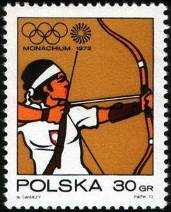 MONACHIUM 1972
POLSKA 30 GR